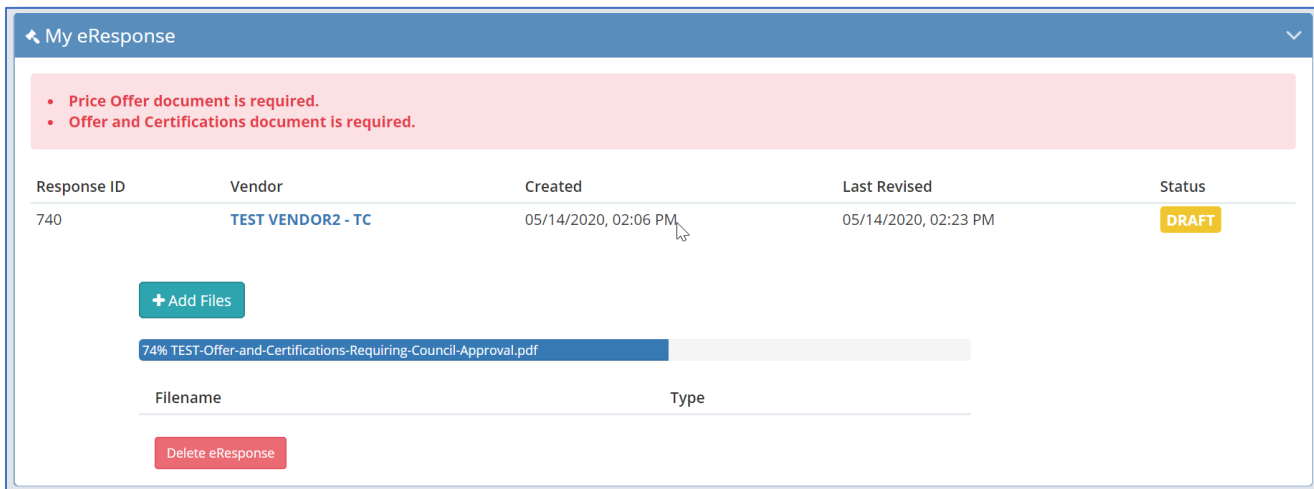 My eResponse
Price Offer document is required.
Offer and Certifications document is required.
Response ID Vendor Created Last Revised Status
740 TEST VENDOR2 - TC 05/14/2020, 02:06 PM 05/14/2020, 02:23 PM DRAFT
Add Files
74% TEST-Offer-and-Certifications-Requiring-Council-Approval.pdf
Filename Type
Delete eResponse